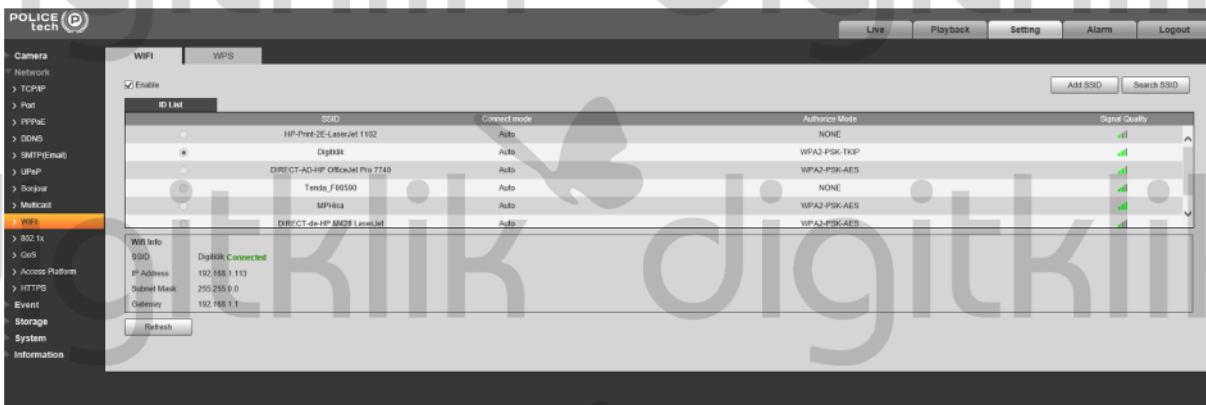 POLICE P
tech
Live Playback Setting Alarm Logout
Camera
Network
> TCP/IP
> Port
> PPPoE
> DDNS
> SMTP(Email)
> UPnP
> Bonjour
> Multicast
> WIFI
> 802.1x
> QoS
> Access Platform
> HTTPS
Event
Storage
System
Information
WIFI WPS
Enable
Add SSID Search SSID
ID List
SSID Connect mode Authorize Mode Signal Quality
HP-Print-2E-LaserJet 1102 Auto NONE
Digitklik Auto WPA2-PSK-TKIP
DIRECT-AD-HP OfficeJet Pro 7740 Auto WPA2-PSK-AES
Tenda_F00590 Auto NONE
MPHisa Auto WPA2-PSK-AES
DIRECT-de-HP M426 LaserJet Auto WPA2-PSK-AES
Wifi Info
SSID Digitklik Connected
IP Address 192.168.1.113
Subnet Mask 255.255.0.0
Gateway 192.168.1.1
Refresh
gitklik digitklik